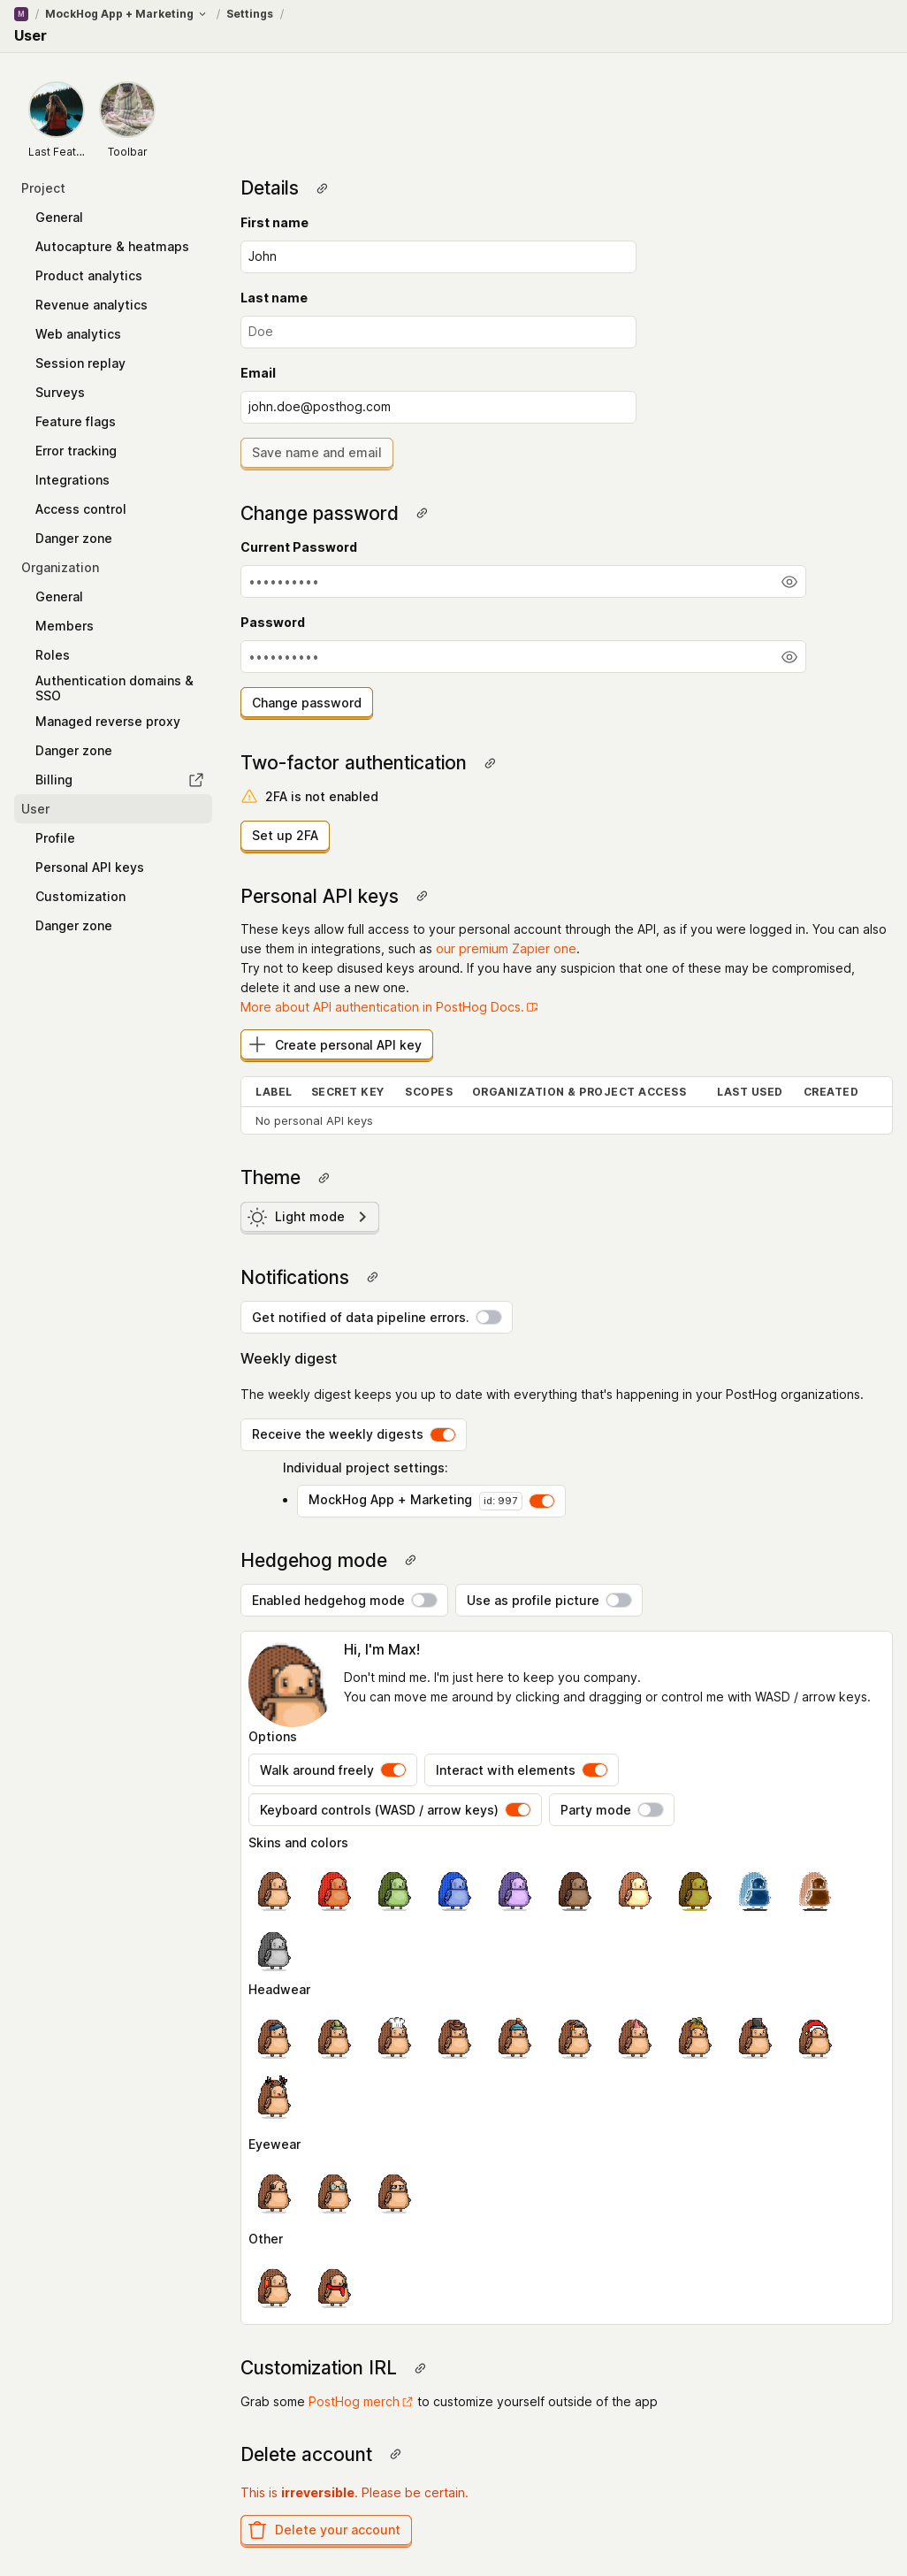 M / MockHog App + Marketing / Settings /
User
Last Feat...
Toolbar
Project
General
Autocapture & heatmaps
Product analytics
Revenue analytics
Web analytics
Session replay
Surveys
Feature flags
Error tracking
Integrations
Access control
Danger zone
Organization
General
Members
Roles
Authentication domains &
SSO
Managed reverse proxy
Danger zone
Billing
User
Profile
Personal API keys
Customization
Danger zone
Details
First name
John
Last name
Doe
Email
john.doe@posthog.com
Save name and email
Change password
Current Password
••••••••••
Password
••••••••••
Change password
Two-factor authentication
2FA is not enabled
Set up 2FA
Personal API keys
These keys allow full access to your personal account through the API, as if you were logged in. You can also
use them in integrations, such as our premium Zapier one.
Try not to keep disused keys around. If you have any suspicion that one of these may be compromised,
delete it and use a new one.
More about API authentication in PostHog Docs.
Create personal API key
LABEL SECRET KEY SCOPES ORGANIZATION & PROJECT ACCESS LAST USED CREATED
No personal API keys
Theme
Light mode
Notifications
Get notified of data pipeline errors.
Weekly digest
The weekly digest keeps you up to date with everything that's happening in your PostHog organizations.
Receive the weekly digests
Individual project settings:
• MockHog App + Marketing id: 997
Hedgehog mode
Enabled hedgehog mode Use as profile picture
Hi, I'm Max!
Don't mind me. I'm just here to keep you company.
You can move me around by clicking and dragging or control me with WASD / arrow keys.
Options
Walk around freely Interact with elements
Keyboard controls (WASD / arrow keys) Party mode
Skins and colors
Headwear
Eyewear
Other
Customization IRL
Grab some PostHog merch to customize yourself outside of the app
Delete account
This is irreversible. Please be certain.
Delete your account